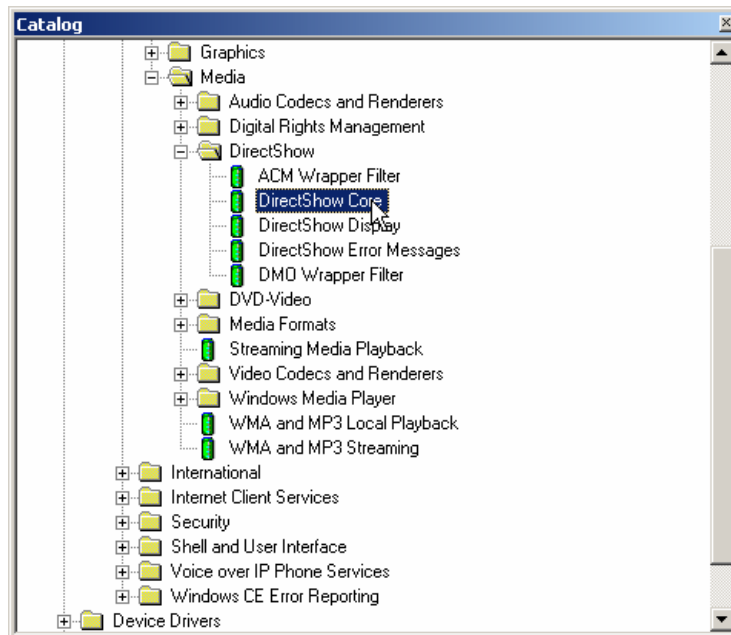 Catalog
Graphics
Media
Audio Codecs and Renderers
Digital Rights Management
DirectShow
ACM Wrapper Filter
DirectShow Core
DirectShow Display
DirectShow Error Messages
DMO Wrapper Filter
DVD-Video
Media Formats
Streaming Media Playback
Video Codecs and Renderers
Windows Media Player
WMA and MP3 Local Playback
WMA and MP3 Streaming
International
Internet Client Services
Security
Shell and User Interface
Voice over IP Phone Services
Windows CE Error Reporting
Device Drivers